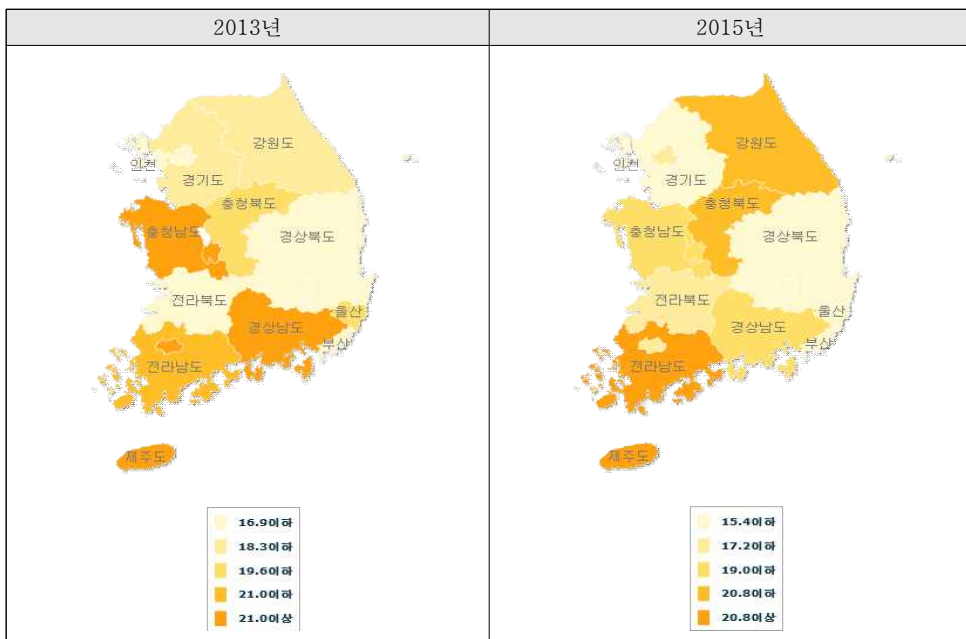 2013년
2015년
강원도
인천
경기도
충청북도
충청남도
경상북도
전라북도
경상남도
울산
부산
전라남도
제주도
16.9이하
18.3이하
19.6이하
21.0이하
21.0이상
강원도
인천
경기도
충청북도
충청남도
경상북도
전라북도
울산
경상남도
부산
전라남도
제주도
15.4이하
17.2이하
19.0이하
20.8이하
20.8이상